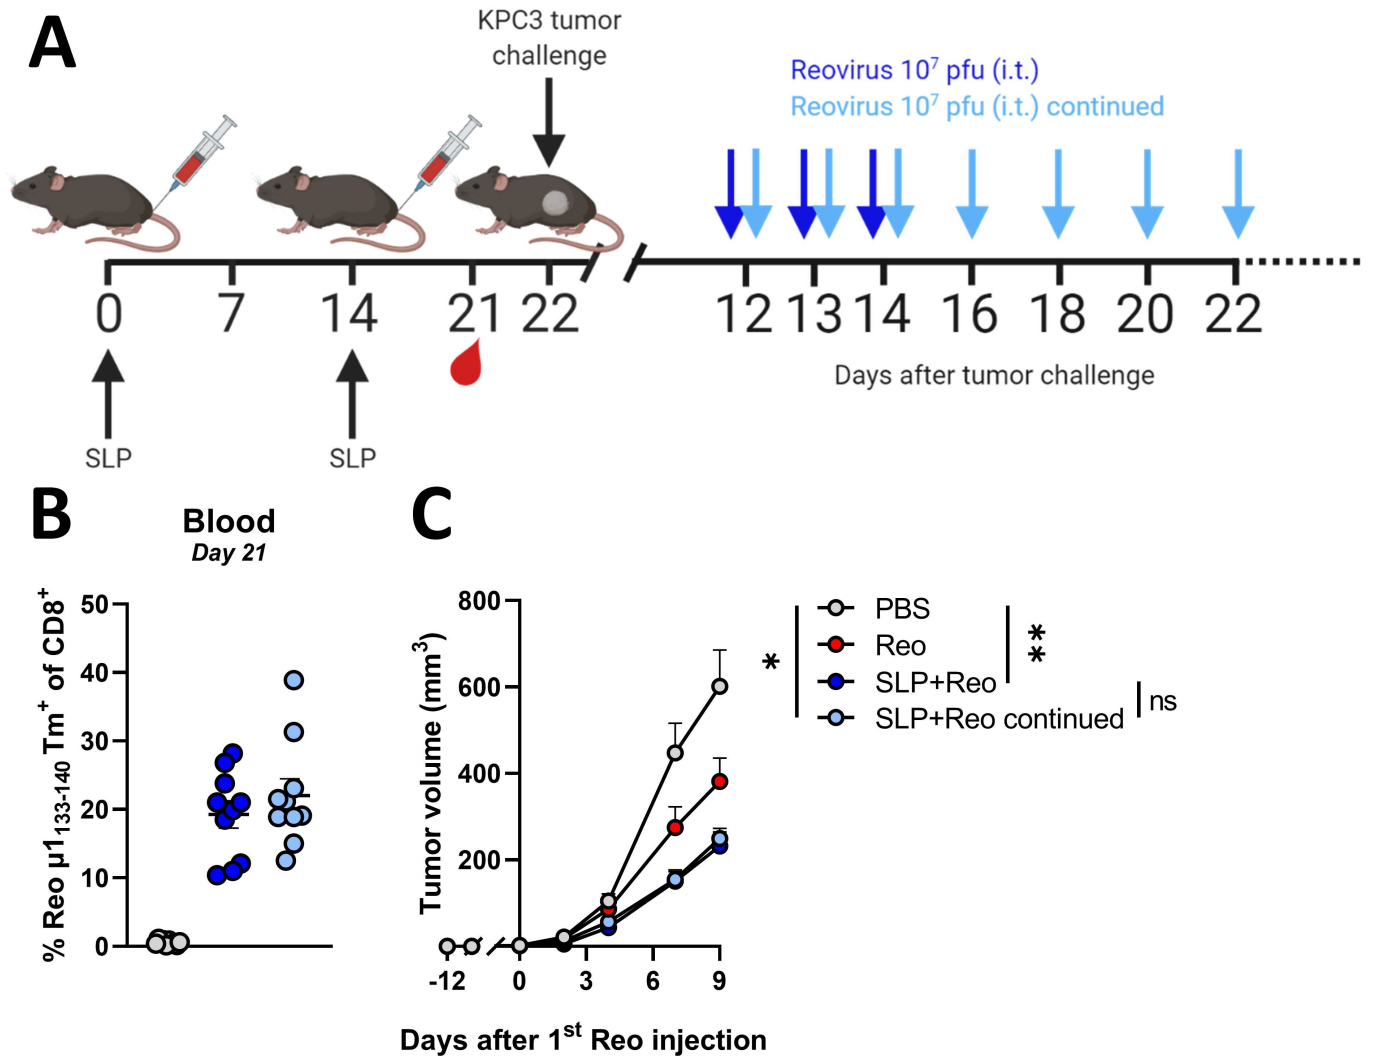 A
KPC3 tumor
challenge
Reovirus 10⁷ pfu (i.t.)
Reovirus 10⁷ pfu (i.t.) continued
0 7 14 21 22 12 13 14 16 18 20 22
Days after tumor challenge
SLP SLP
B
Blood
Day 21
% Reo µ1₁₃₃₋₁₄₀ Tm⁺ of CD8⁺
50
40
30
20
10
0
C
Tumor volume (mm³)
800
600
400
200
-12 0 3 6 9
Days after 1ˢᵗ Reo injection
PBS
Reo
SLP+Reo
SLP+Reo continued
*
**
ns